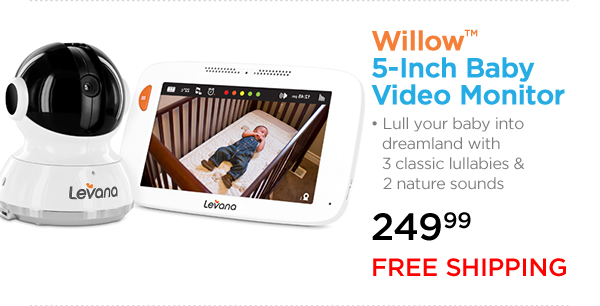 Willow™
5-Inch Baby
Video Monitor
• Lull your baby into
dreamland with
3 classic lullabies &
2 nature sounds
249⁹⁹
FREE SHIPPING
Levana
Levana